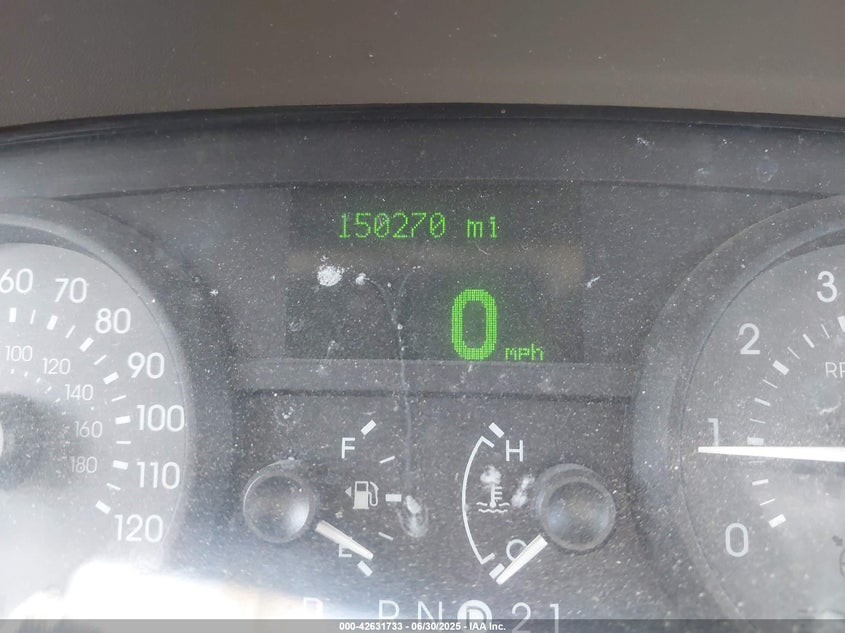 150270 mi
0 mph
60 70 80 90 100 110 120
100 120 140 160 180
F
E
H
C
0 1 2 3
RP
P R N D 2 1
000-42631733 - 06/30/2025 - IAA Inc.